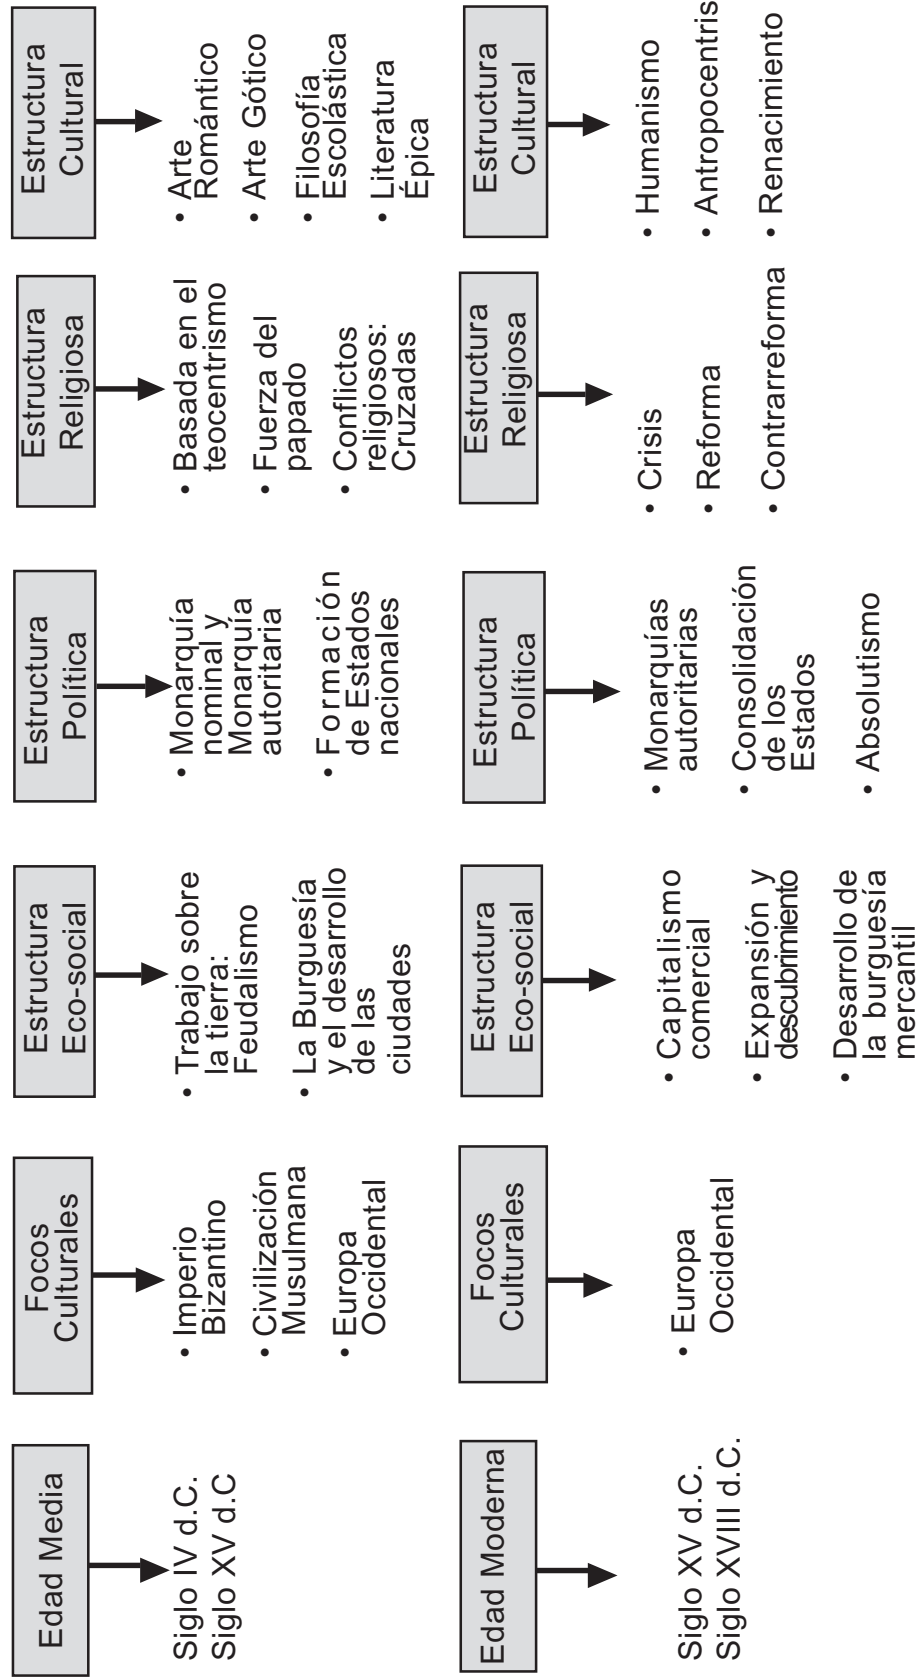 Edad Media
Siglo IV d.C.
Siglo XV d.C
Focos
Culturales
• Imperio
Bizantino
• Civilización
Musulmana
• Europa
Occidental
Estructura
Eco-social
• Trabajo sobre
la tierra:
Feudalismo
• La Burguesía
y el desarrollo
de las
ciudades
Estructura
Política
• Monarquía
nominal y
Monarquía
autoritaria
• Formación
de Estados
nacionales
Estructura
Religiosa
• Basada en el
teocentrismo
• Fuerza del
papado
• Conflictos
religiosos:
Cruzadas
Estructura
Cultural
• Arte
Romántico
• Arte Gótico
• Filosofía
Escolástica
• Literatura
Épica
Edad Moderna
Siglo XV d.C.
Siglo XVIII d.C.
Focos
Culturales
• Europa
Occidental
Estructura
Eco-social
• Capitalismo
comercial
• Expansión y
descubrimiento
• Desarrollo de
la burguesía
mercantil
Estructura
Política
• Monarquías
autoritarias
• Consolidación
de los
Estados
• Absolutismo
Estructura
Religiosa
• Crisis
• Reforma
• Contrarreforma
Estructura
Cultural
• Humanismo
• Antropocentris
• Renacimiento